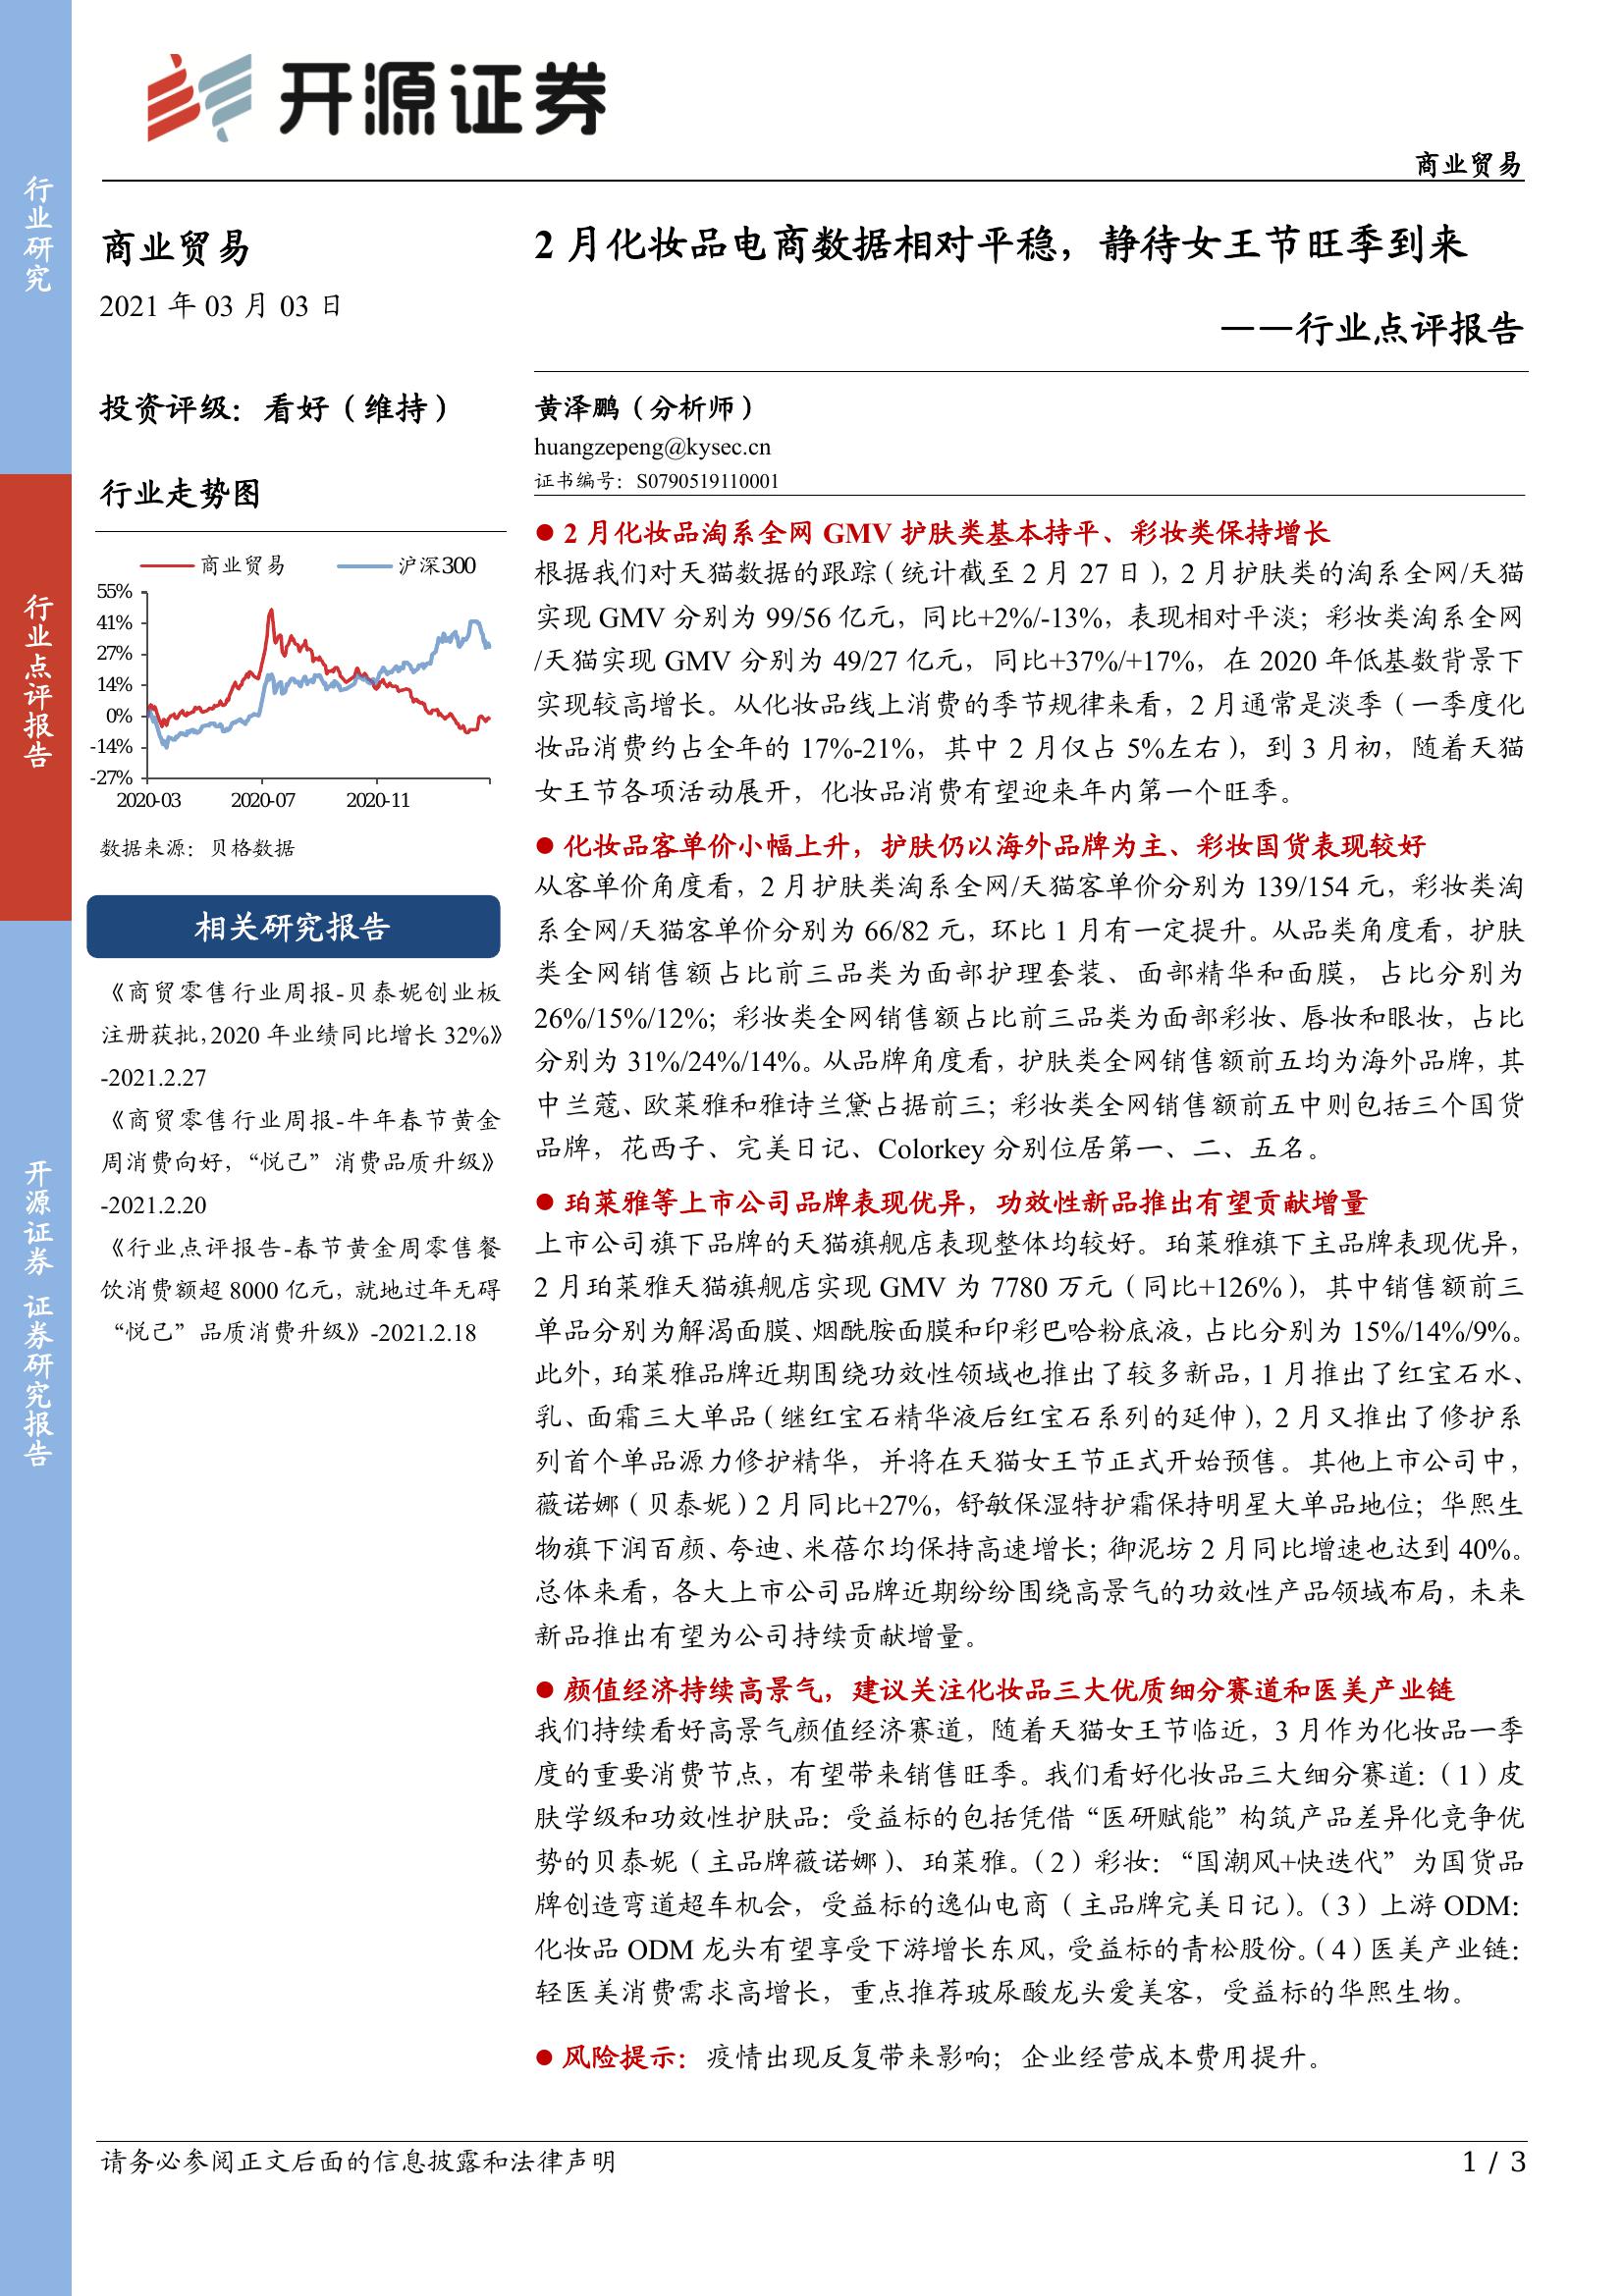 开源证券
商业贸易
行业研究
行业点评报告
开源证券 证券研究报告
商业贸易
2021 年 03 月 03 日
投资评级：看好（维持）
行业走势图
商业贸易 沪深300
55%
41%
27%
14%
0%
-14%
-27%
2020-03 2020-07 2020-11
数据来源：贝格数据
相关研究报告
《商贸零售行业周报-贝泰妮创业板
注册获批,2020 年业绩同比增长 32%》
-2021.2.27
《商贸零售行业周报-牛年春节黄金
周消费向好，“悦己”消费品质升级》
-2021.2.20
《行业点评报告-春节黄金周零售餐
饮消费额超 8000 亿元，就地过年无碍
“悦己”品质消费升级》-2021.2.18
2 月化妆品电商数据相对平稳，静待女王节旺季到来
——行业点评报告
黄泽鹏（分析师）
huangzepeng@kysec.cn
证书编号：S0790519110001
● 2 月化妆品淘系全网 GMV 护肤类基本持平、彩妆类保持增长
根据我们对天猫数据的跟踪（统计截至 2 月 27 日），2 月护肤类的淘系全网/天猫
实现 GMV 分别为 99/56 亿元，同比+2%/-13%，表现相对平淡；彩妆类淘系全网
/天猫实现 GMV 分别为 49/27 亿元，同比+37%/+17%，在 2020 年低基数背景下
实现较高增长。从化妆品线上消费的季节规律来看，2 月通常是淡季（一季度化
妆品消费约占全年的 17%-21%，其中 2 月仅占 5%左右），到 3 月初，随着天猫
女王节各项活动展开，化妆品消费有望迎来年内第一个旺季。
● 化妆品客单价小幅上升，护肤仍以海外品牌为主、彩妆国货表现较好
从客单价角度看，2 月护肤类淘系全网/天猫客单价分别为 139/154 元，彩妆类淘
系全网/天猫客单价分别为 66/82 元，环比 1 月有一定提升。从品类角度看，护肤
类全网销售额占比前三品类为面部护理套装、面部精华和面膜，占比分别为
26%/15%/12%；彩妆类全网销售额占比前三品类为面部彩妆、唇妆和眼妆，占比
分别为 31%/24%/14%。从品牌角度看，护肤类全网销售额前五均为海外品牌，其
中兰蔻、欧莱雅和雅诗兰黛占据前三；彩妆类全网销售额前五中则包括三个国货
品牌，花西子、完美日记、Colorkey 分别位居第一、二、五名。
● 珀莱雅等上市公司品牌表现优异，功效性新品推出有望贡献增量
上市公司旗下品牌的天猫旗舰店表现整体均较好。珀莱雅旗下主品牌表现优异，
2 月珀莱雅天猫旗舰店实现 GMV 为 7780 万元（同比+126%），其中销售额前三
单品分别为解渴面膜、烟酰胺面膜和印彩巴哈粉底液，占比分别为 15%/14%/9%。
此外，珀莱雅品牌近期围绕功效性领域也推出了较多新品，1 月推出了红宝石水、
乳、面霜三大单品（继红宝石精华液后红宝石系列的延伸），2 月又推出了修护系
列首个单品源力修护精华，并将在天猫女王节正式开始预售。其他上市公司中，
薇诺娜（贝泰妮）2 月同比+27%，舒敏保湿特护霜保持明星大单品地位；华熙生
物旗下润百颜、夸迪、米蓓尔均保持高速增长；御泥坊 2 月同比增速也达到 40%。
总体来看，各大上市公司品牌近期纷纷围绕高景气的功效性产品领域布局，未来
新品推出有望为公司持续贡献增量。
● 颜值经济持续高景气，建议关注化妆品三大优质细分赛道和医美产业链
我们持续看好高景气颜值经济赛道，随着天猫女王节临近，3 月作为化妆品一季
度的重要消费节点，有望带来销售旺季。我们看好化妆品三大细分赛道：（1）皮
肤学级和功效性护肤品：受益标的包括凭借“医研赋能”构筑产品差异化竞争优
势的贝泰妮（主品牌薇诺娜）、珀莱雅。（2）彩妆：“国潮风+快迭代”为国货品
牌创造弯道超车机会，受益标的逸仙电商（主品牌完美日记）。（3）上游 ODM：
化妆品 ODM 龙头有望享受下游增长东风，受益标的青松股份。（4）医美产业链：
轻医美消费需求高增长，重点推荐玻尿酸龙头爱美客，受益标的华熙生物。
● 风险提示：疫情出现反复带来影响；企业经营成本费用提升。
请务必参阅正文后面的信息披露和法律声明
1 / 3